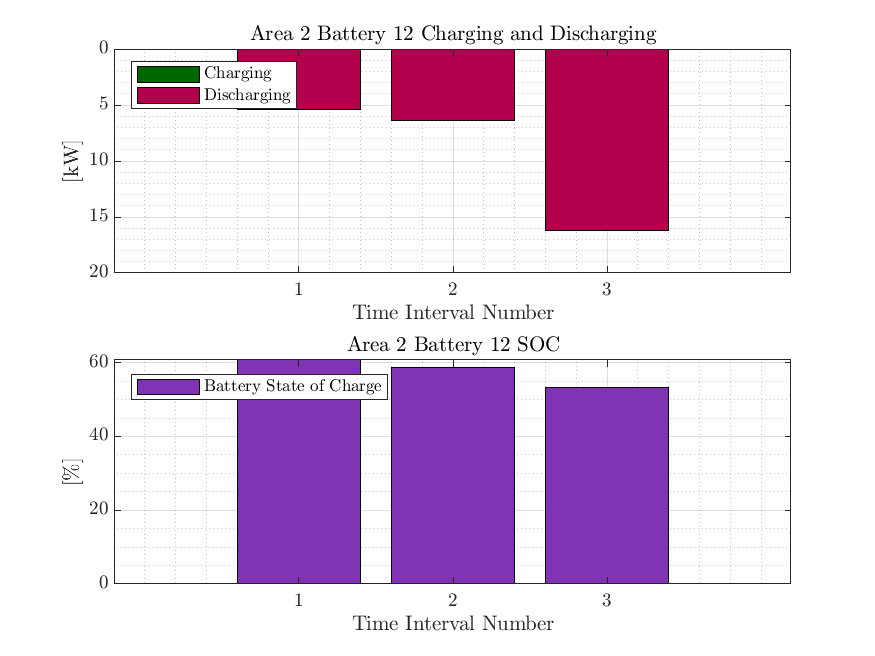 Area 2 Battery 12 Charging and Discharging
0
5
10
15
20
[kW]
Charging
Discharging
1 2 3
Time Interval Number
Area 2 Battery 12 SOC
60
40
20
0
[%]
Battery State of Charge
1 2 3
Time Interval Number